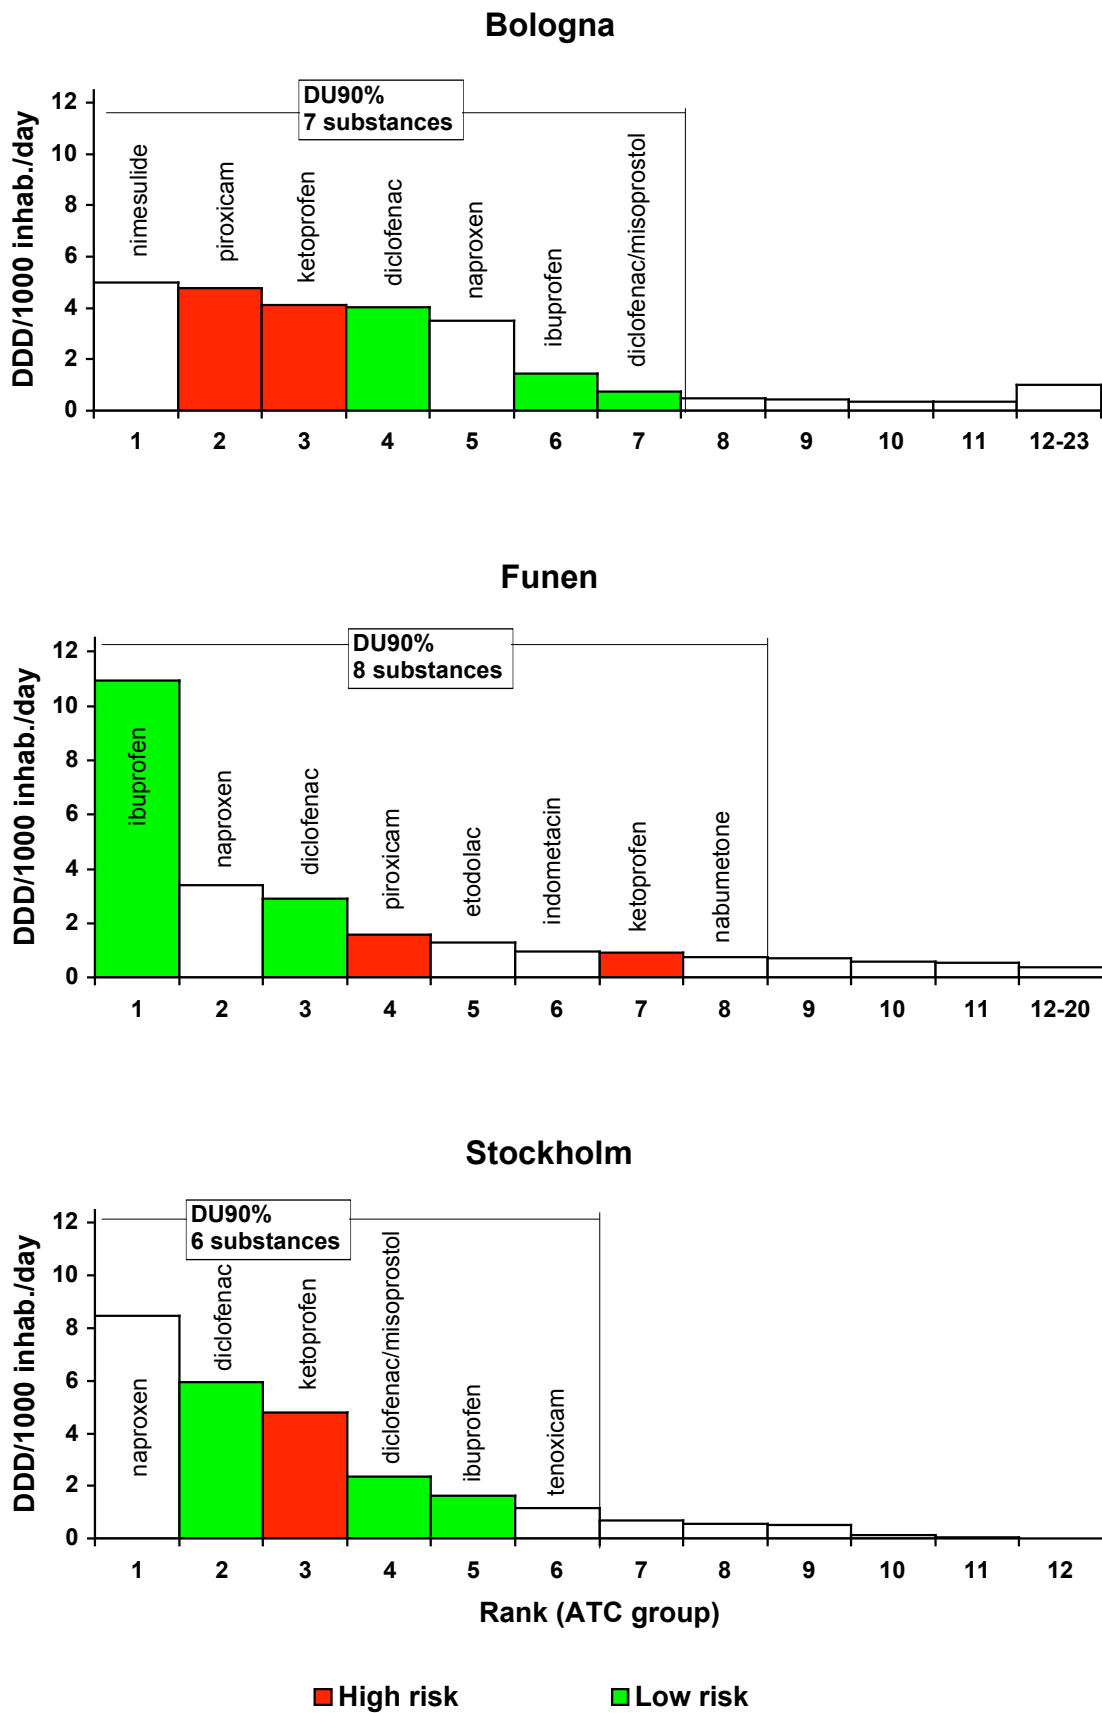 Bologna
DU90%
7 substances
DDD/1000 inhab./day
12
10
8
6
4
2
0
nimesulide
piroxicam
ketoprofen
diclofenac
naproxen
ibuprofen
diclofenac/misoprostol
1 2 3 4 5 6 7 8 9 10 11 12-23
Funen
DU90%
8 substances
DDD/1000 inhab./day
12
10
8
6
4
2
0
ibuprofen
naproxen
diclofenac
piroxicam
etodolac
indometacin
ketoprofen
nabumetone
1 2 3 4 5 6 7 8 9 10 11 12-20
Stockholm
DU90%
6 substances
DDD/1000 inhab./day
12
10
8
6
4
2
0
naproxen
diclofenac
ketoprofen
diclofenac/misoprostol
ibuprofen
tenoxicam
1 2 3 4 5 6 7 8 9 10 11 12
Rank (ATC group)
High risk Low risk